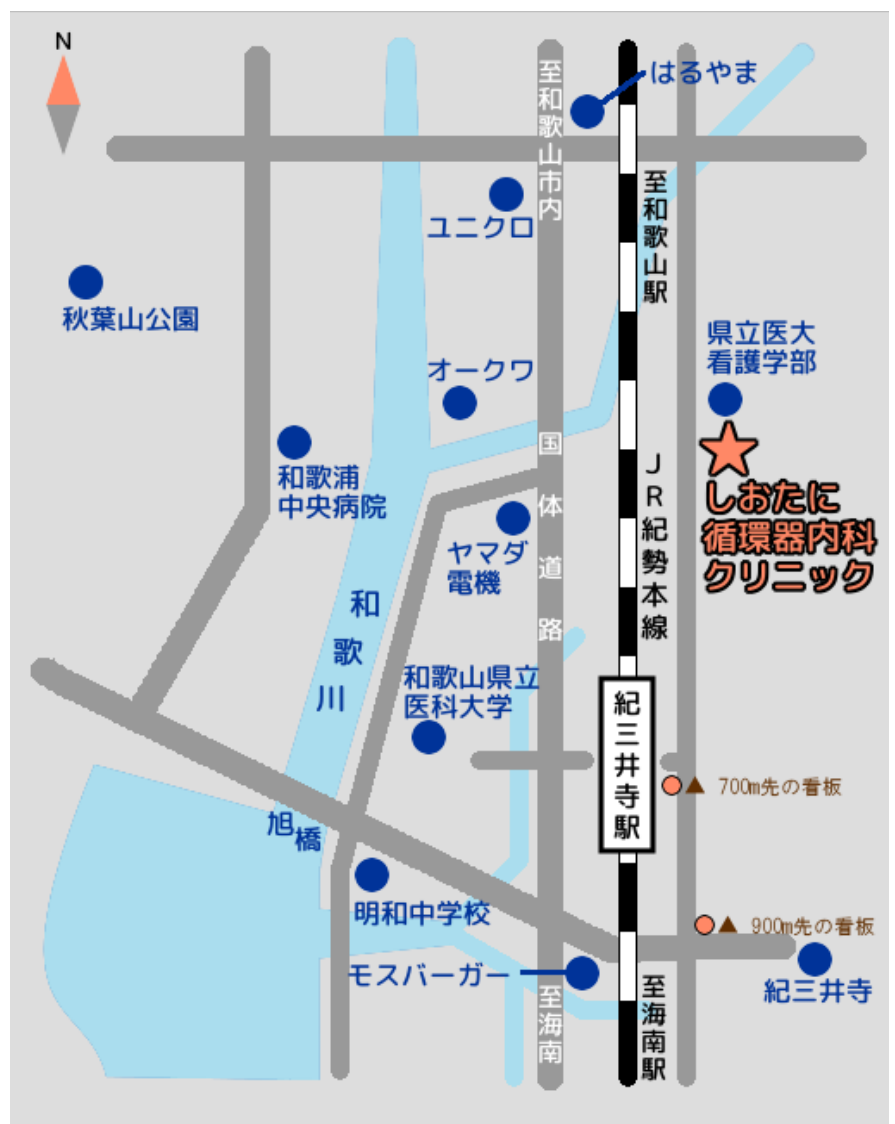 N
はるやま
至和歌山市内
至和歌山駅
ユニクロ
秋葉山公園
県立医大
看護学部
オークワ
国体道路
JR紀勢本線
しおたに
循環器内科
クリニック
和歌浦
中央病院
ヤマダ
電機
和歌川
和歌山県立
医科大学
紀三井寺駅
700m先の看板
旭橋
明和中学校
900m先の看板
モスバーガー
紀三井寺
至海南
至海南駅